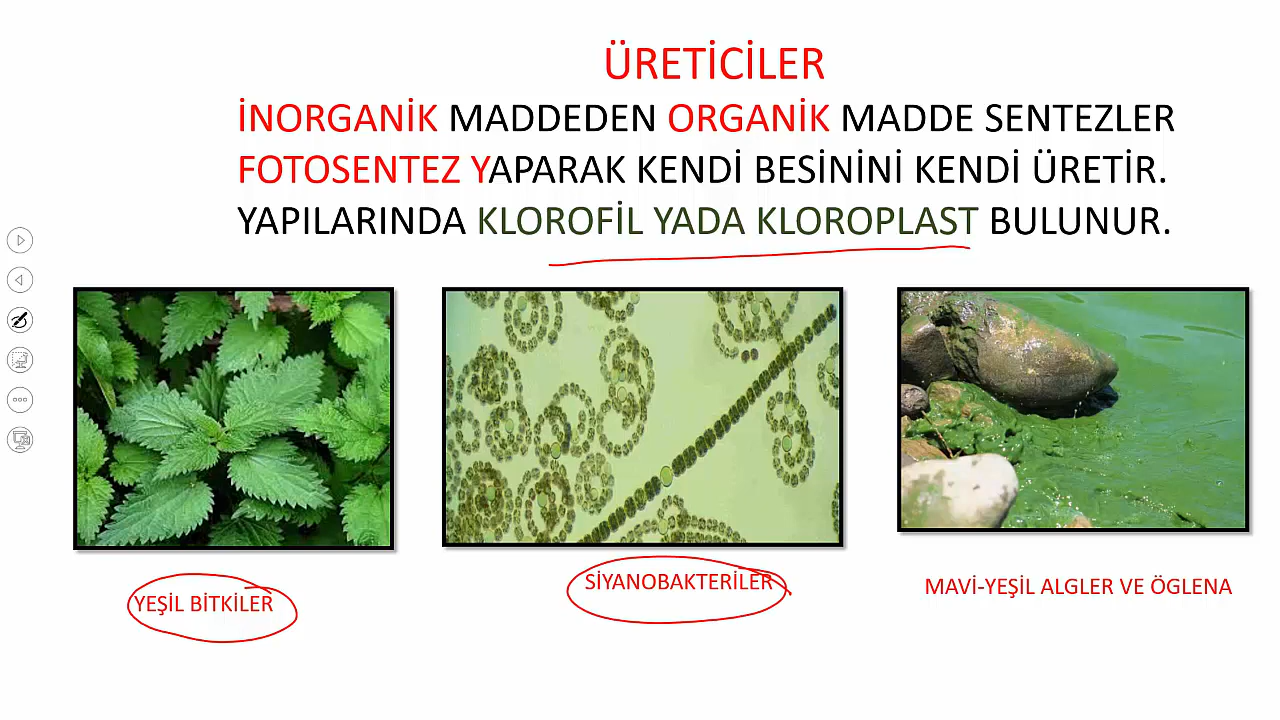 ÜRETİCİLER
İNORGANİK MADDEDEN ORGANİK MADDE SENTEZLER
FOTOSENTEZ YAPARAK KENDİ BESİNİNİ KENDİ ÜRETİR.
YAPILARINDA KLOROFİL YADA KLOROPLAST BULUNUR.
YEŞİL BİTKİLER
SİYANOBAKTERİLER
MAVİ-YEŞİL ALGLER VE ÖGLENA